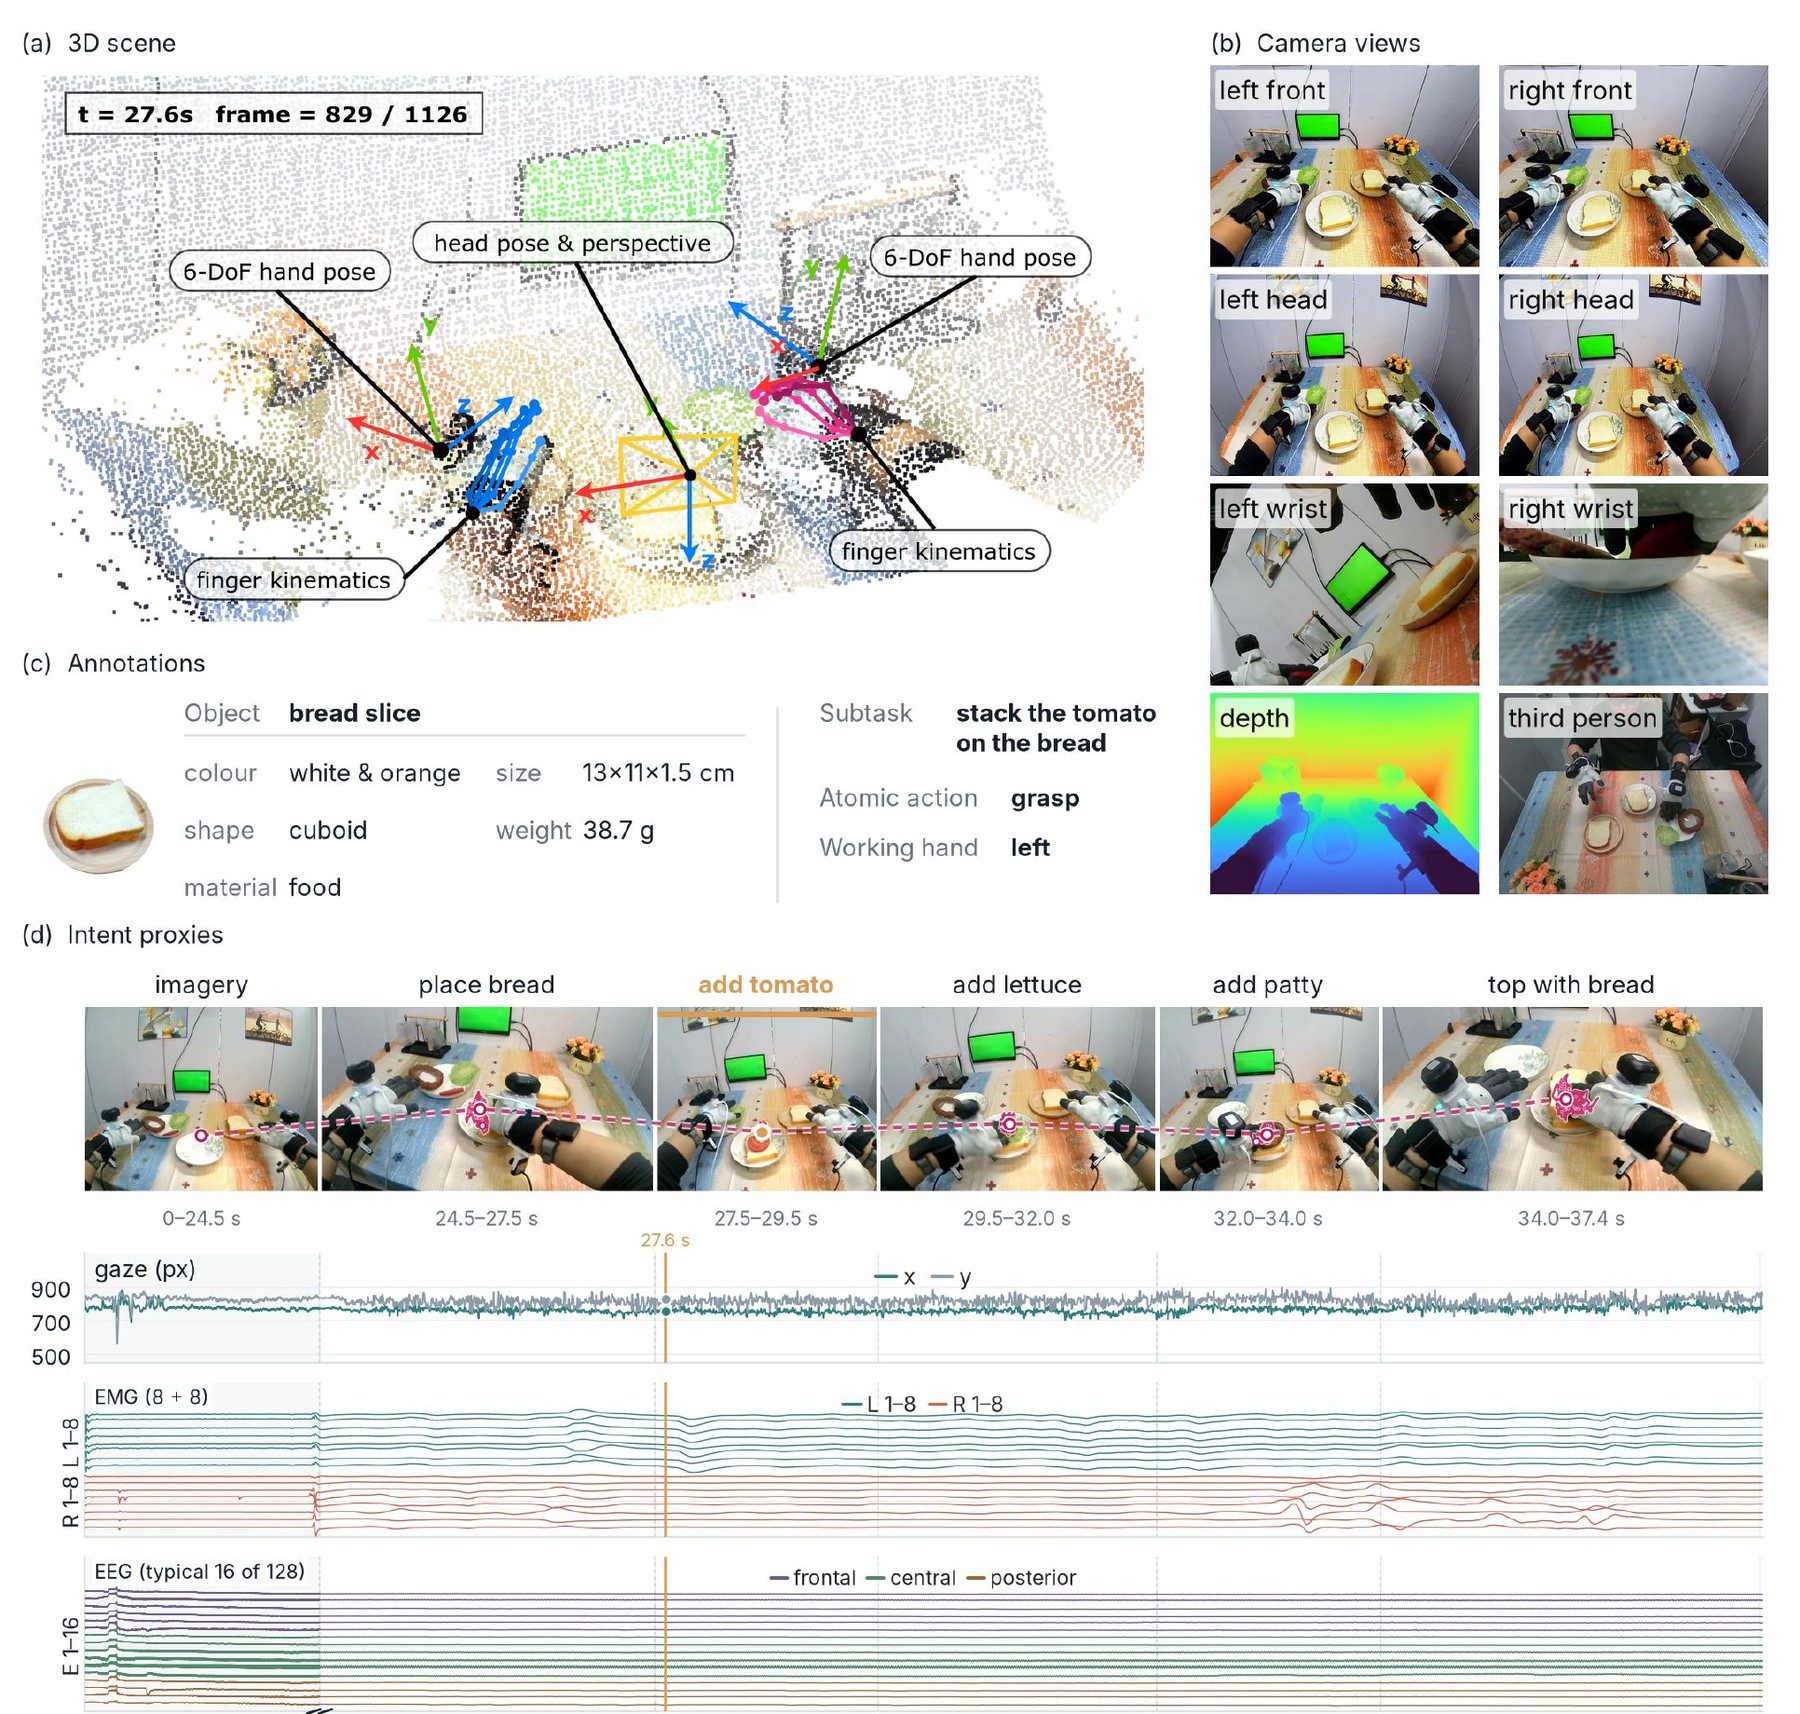 (a) 3D scene
t = 27.6s frame = 829 / 1126
head pose & perspective
6-DoF hand pose
6-DoF hand pose
y
z
x
y
z
x
y
x
z
finger kinematics
finger kinematics
(b) Camera views
left front
right front
left head
right head
left wrist
right wrist
depth
third person
(c) Annotations
Object bread slice
colour white & orange size 13×11×1.5 cm
shape cuboid weight 38.7 g
material food
Subtask stack the tomato
on the bread
Atomic action grasp
Working hand left
(d) Intent proxies
imagery place bread add tomato add lettuce add patty top with bread
0–24.5 s 24.5–27.5 s 27.5–29.5 s 29.5–32.0 s 32.0–34.0 s 34.0–37.4 s
27.6 s
gaze (px)
x y
900
700
500
EMG (8 + 8)
L 1–8 R 1–8
L 1–8
R 1–8
EEG (typical 16 of 128)
frontal central posterior
E 1–16